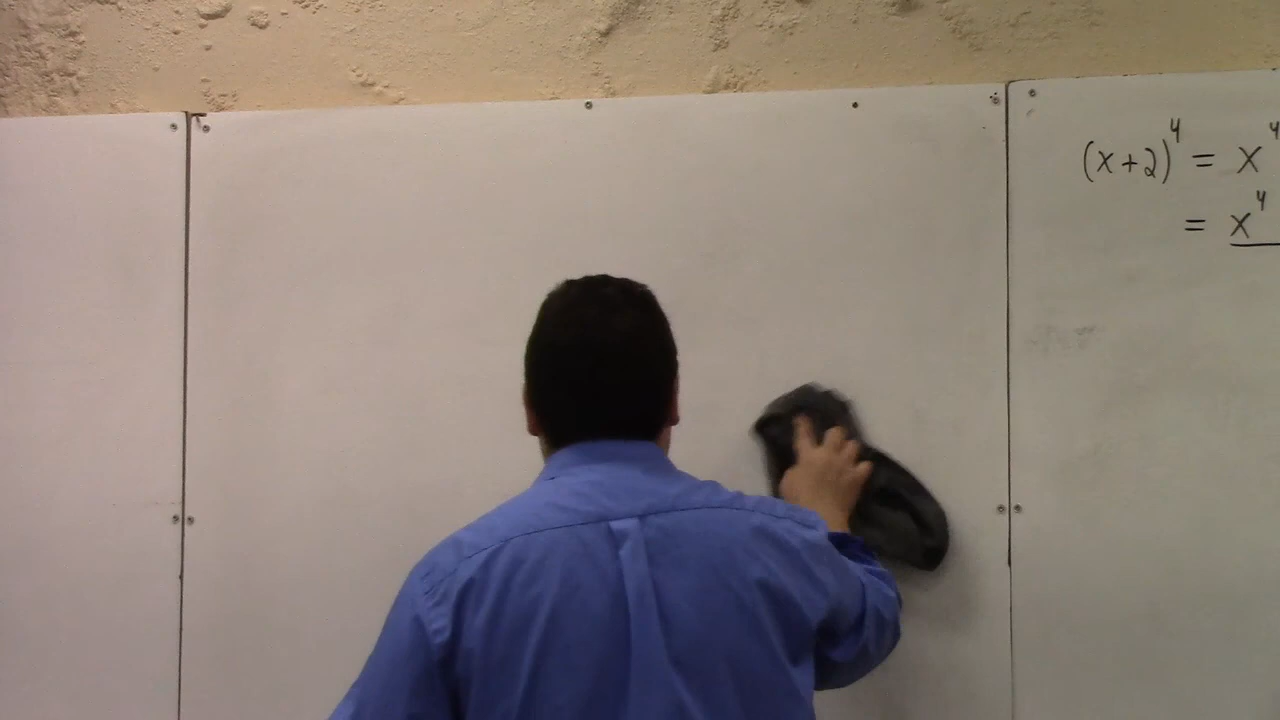 (x+2)⁴ = x⁴
= x⁴